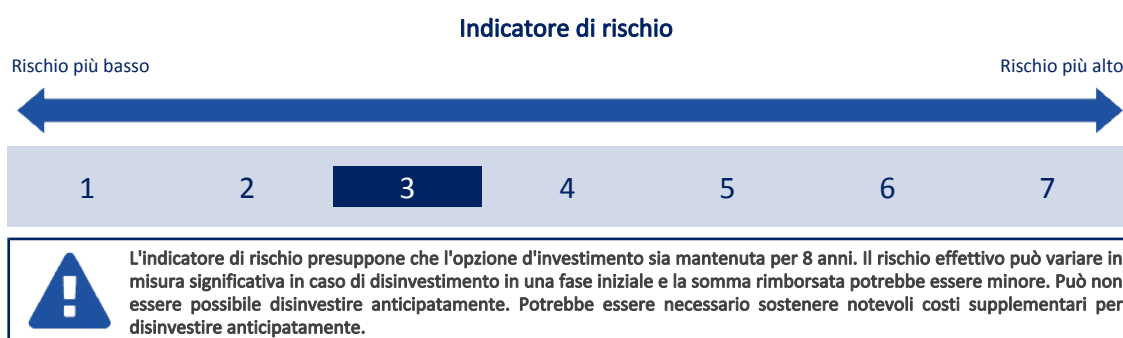 Indicatore di rischio
Rischio più basso
Rischio più alto
1 2 3 4 5 6 7
L'indicatore di rischio presuppone che l'opzione d'investimento sia mantenuta per 8 anni. Il rischio effettivo può variare in
misura significativa in caso di disinvestimento in una fase iniziale e la somma rimborsata potrebbe essere minore. Può non
essere possibile disinvestire anticipatamente. Potrebbe essere necessario sostenere notevoli costi supplementari per
disinvestire anticipatamente.